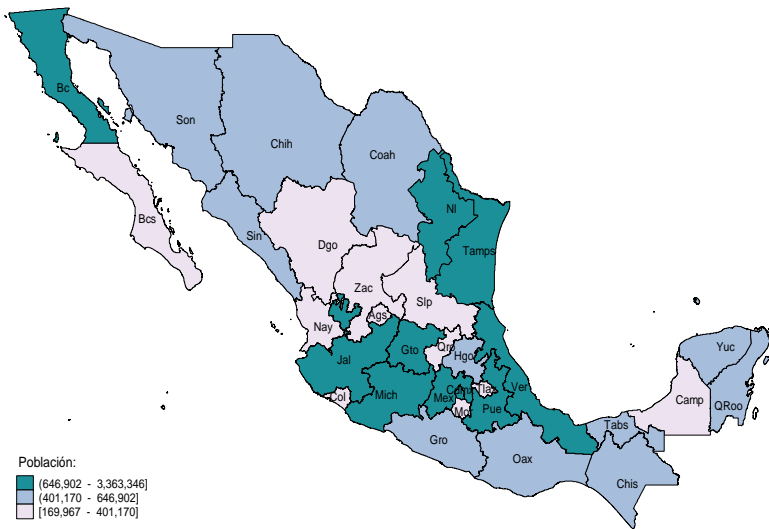 Bc
Son
Chih
Coah
Bcs
Nl
Sin
Dgo
Tamps
Zac
Slp
Ags
Nay
Jal
Gto
Qro
Hgo
Yuc
Col
Mich
Mex
Cdmx
Tlax
Ver
Mor
Pue
Camp
QRoo
Gro
Tabs
Oax
Chis
Población:
(646,902 - 3,363,346]
(401,170 - 646,902]
[169,967 - 401,170]